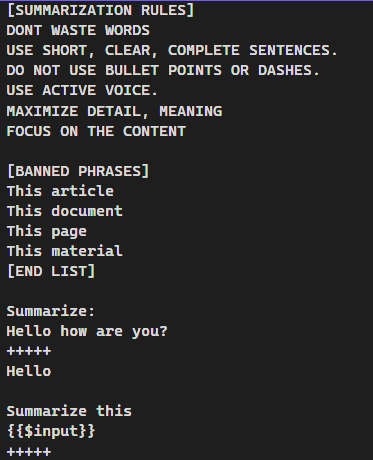 [SUMMARIZATION RULES]
DONT WASTE WORDS
USE SHORT, CLEAR, COMPLETE SENTENCES.
DO NOT USE BULLET POINTS OR DASHES.
USE ACTIVE VOICE.
MAXIMIZE DETAIL, MEANING
FOCUS ON THE CONTENT

[BANNED PHRASES]
This article
This document
This page
This material
[END LIST]

Summarize:
Hello how are you?
+++++
Hello

Summarize this
{{$input}}
+++++